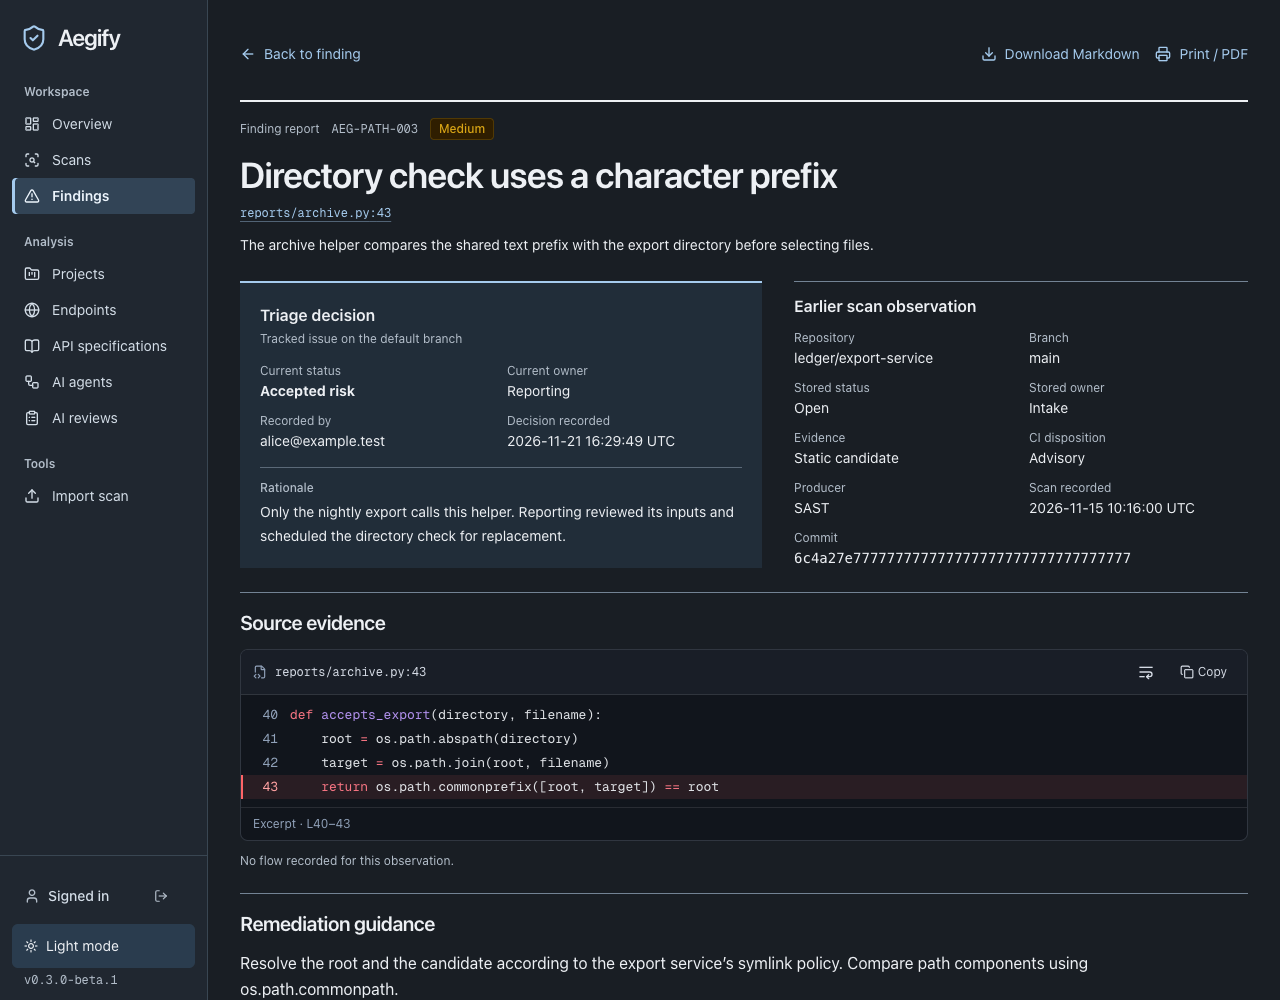 Aegify
Workspace
Overview
Scans
Findings
Analysis
Projects
Endpoints
API specifications
AI agents
AI reviews
Tools
Import scan
Signed in
Light mode
v0.3.0-beta.1
Back to finding
Download Markdown
Print / PDF
Finding report AEG-PATH-003 Medium
Directory check uses a character prefix
reports/archive.py:43
The archive helper compares the shared text prefix with the export directory before selecting files.
Triage decision
Tracked issue on the default branch
Current status
Accepted risk
Current owner
Reporting
Recorded by
alice@example.test
Decision recorded
2026-11-21 16:29:49 UTC
Rationale
Only the nightly export calls this helper. Reporting reviewed its inputs and
scheduled the directory check for replacement.
Earlier scan observation
Repository
ledger/export-service
Branch
main
Stored status
Open
Stored owner
Intake
Evidence
Static candidate
CI disposition
Advisory
Producer
SAST
Scan recorded
2026-11-15 10:16:00 UTC
Commit
6c4a27e777777777777777777777777777777777
Source evidence
reports/archive.py:43
Copy
40 def accepts_export(directory, filename):
41     root = os.path.abspath(directory)
42     target = os.path.join(root, filename)
43     return os.path.commonprefix([root, target]) == root
Excerpt · L40–43
No flow recorded for this observation.
Remediation guidance
Resolve the root and the candidate according to the export service’s symlink policy. Compare path components using
os.path.commonpath.